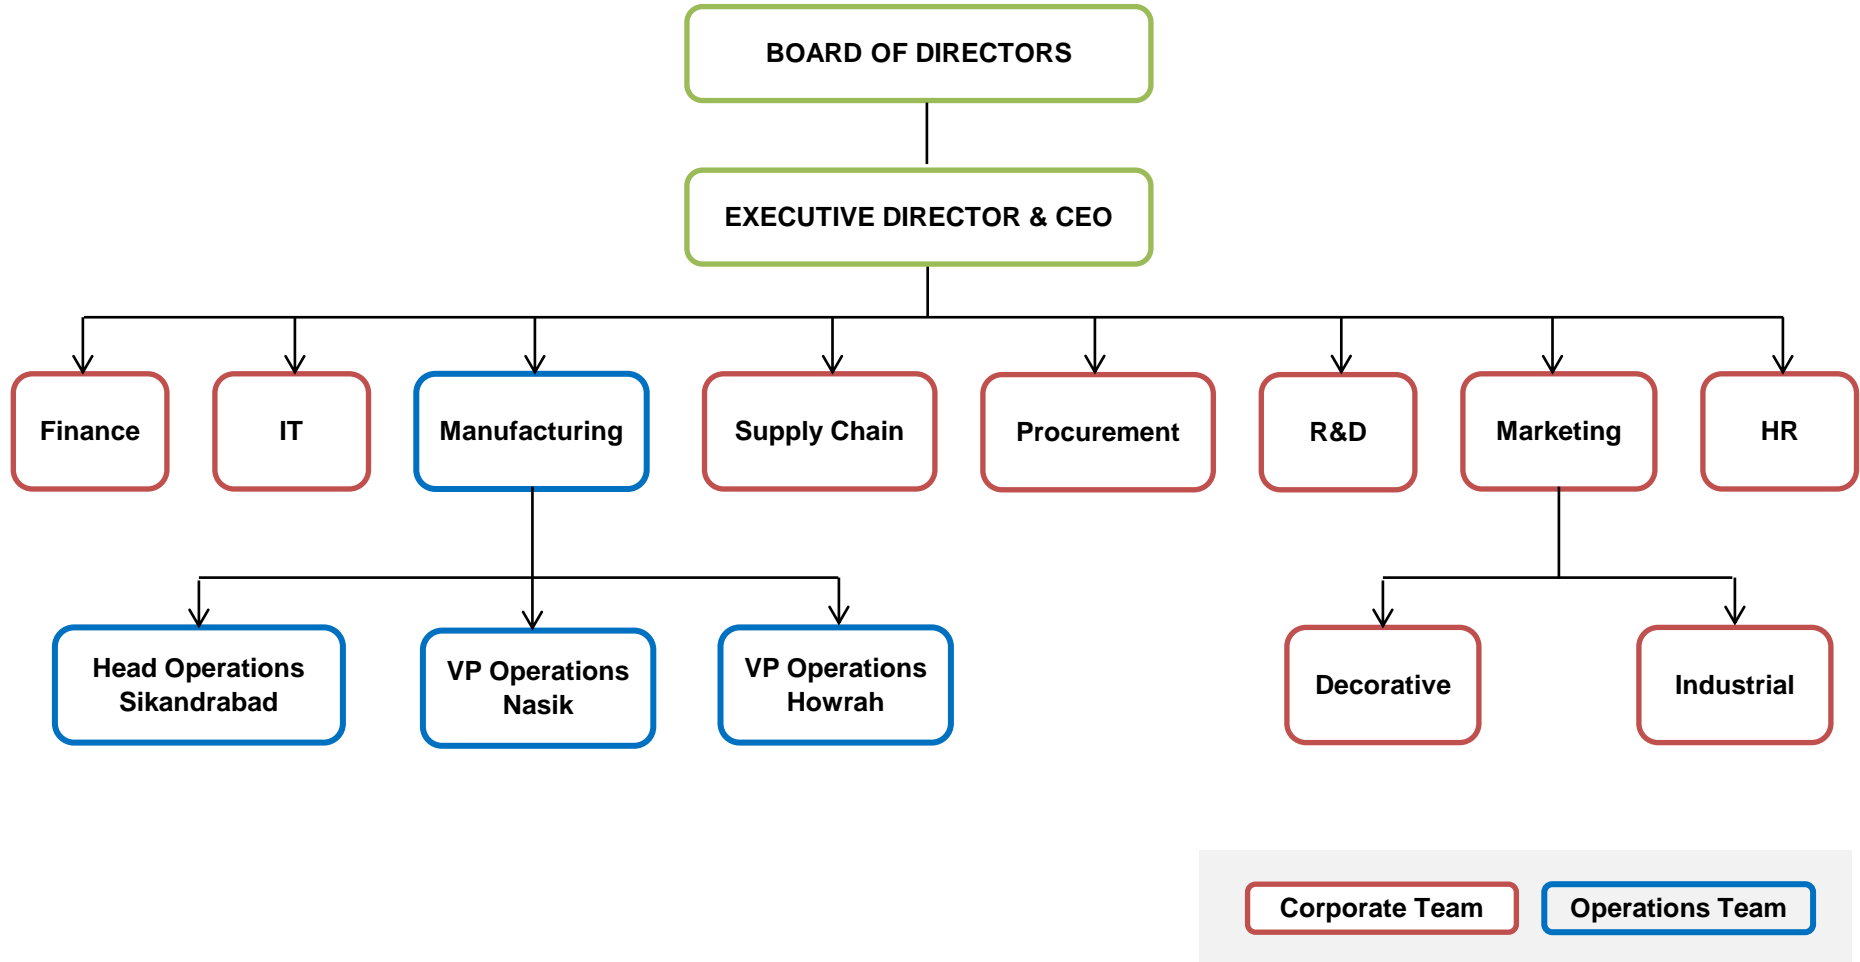 BOARD OF DIRECTORS
EXECUTIVE DIRECTOR & CEO
Finance
IT
Manufacturing
Supply Chain
Procurement
R&D
Marketing
HR
Head Operations
Sikandrabad
VP Operations
Nasik
VP Operations
Howrah
Decorative
Industrial
Corporate Team
Operations Team